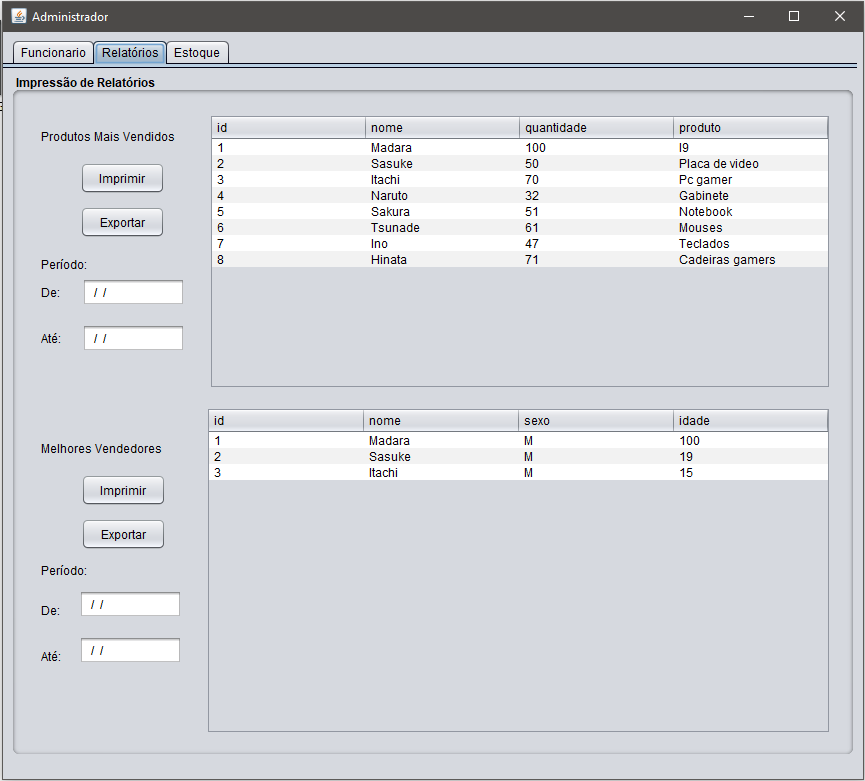 Administrador
Funcionario Relatórios Estoque
Impressão de Relatórios
Produtos Mais Vendidos
Imprimir
Exportar
Período:
De: / /
Até: / /
id nome quantidade produto
1 Madara 100 I9
2 Sasuke 50 Placa de video
3 Itachi 70 Pc gamer
4 Naruto 32 Gabinete
5 Sakura 51 Notebook
6 Tsunade 61 Mouses
7 Ino 47 Teclados
8 Hinata 71 Cadeiras gamers
Melhores Vendedores
Imprimir
Exportar
Período:
De: / /
Até: / /
id nome sexo idade
1 Madara M 100
2 Sasuke M 19
3 Itachi M 15